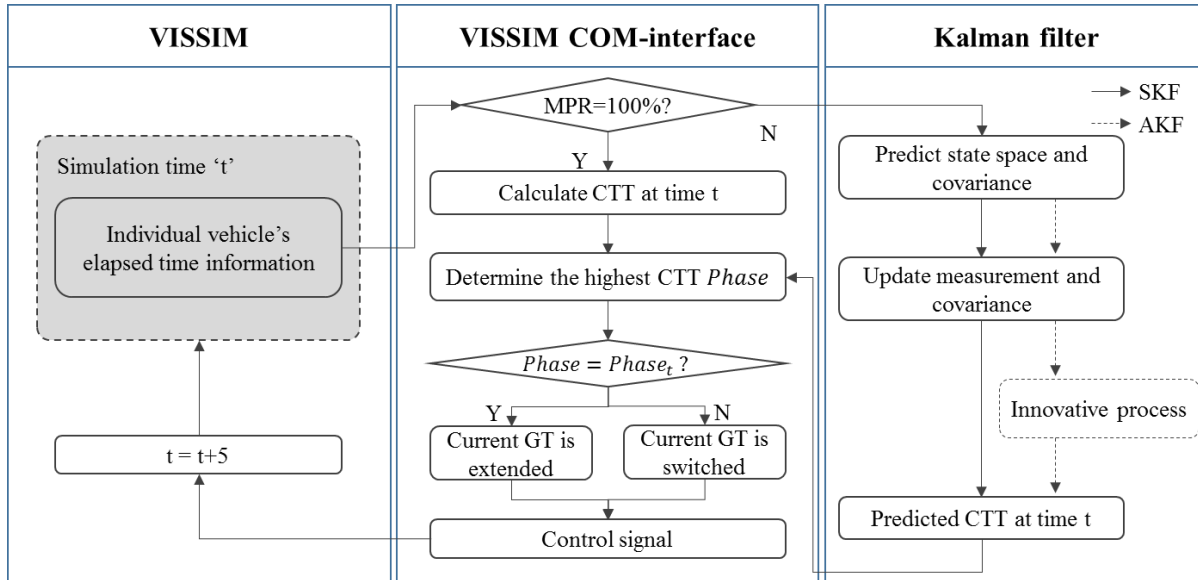 VISSIM
Simulation time ‘t’
Individual vehicle’s
elapsed time information
t = t+5
VISSIM COM-interface
MPR=100%?
N
Y
Calculate CTT at time t
Determine the highest CTT Phase
Phase = Phaseₜ ?
Y
N
Current GT is
extended
Current GT is
switched
Control signal
Kalman filter
SKF
AKF
Predict state space and
covariance
Update measurement and
covariance
Innovative process
Predicted CTT at time t